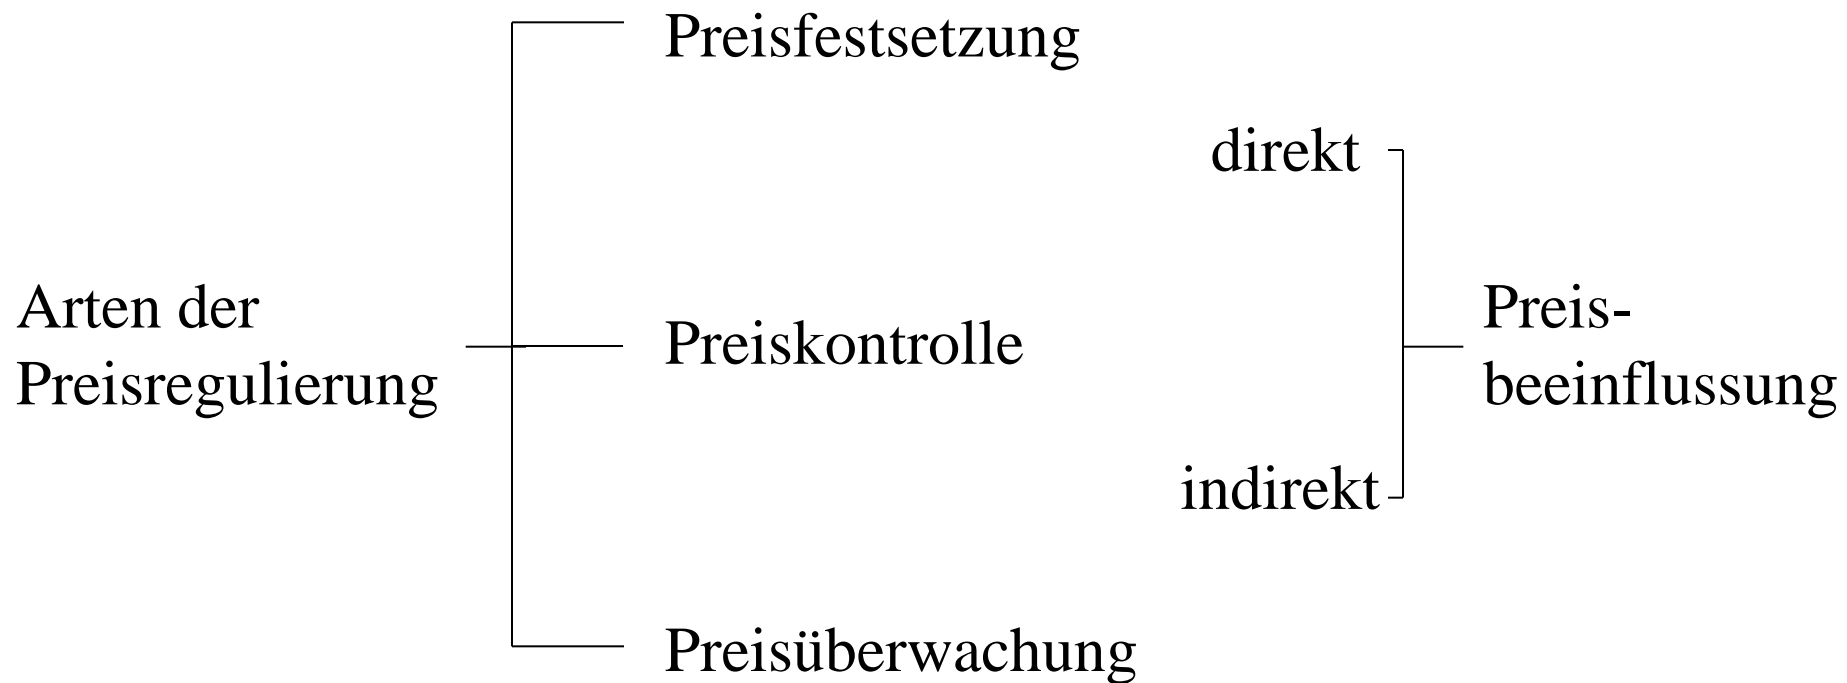 Preisfestsetzung
direkt
Arten der
Preisregulierung
Preiskontrolle
Preis-
beeinflussung
indirekt
Preisüberwachung